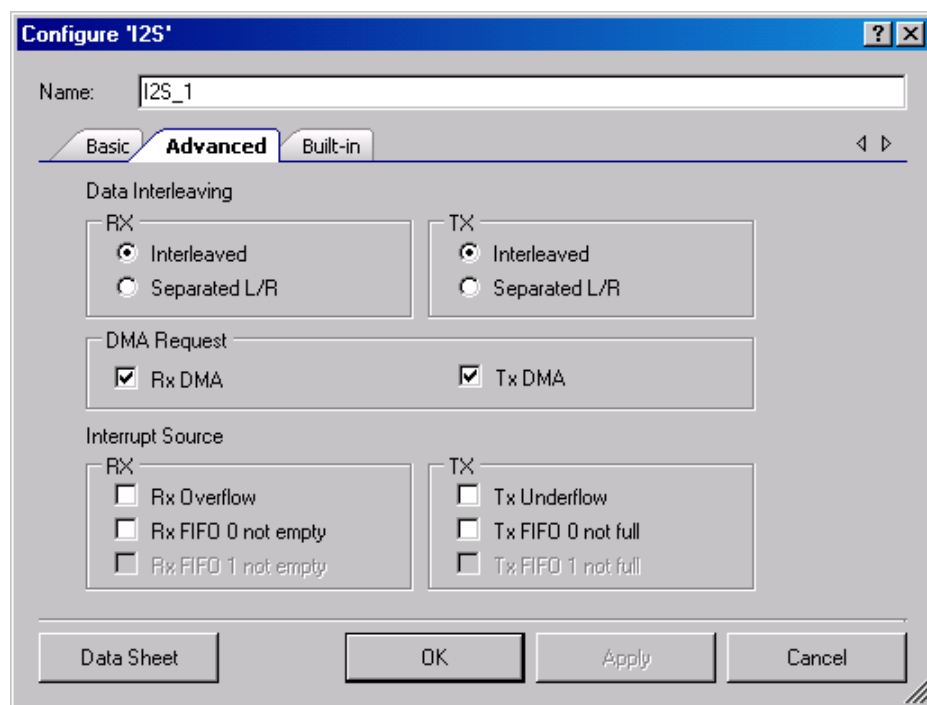 Configure 'I2S'
Name: I2S_1
Basic Advanced Built-in
Data Interleaving
RX TX
Interleaved Interleaved
Separated L/R Separated L/R
DMA Request
Rx DMA Tx DMA
Interrupt Source
RX TX
Rx Overflow Tx Underflow
Rx FIFO 0 not empty Tx FIFO 0 not full
Rx FIFO 1 not empty Tx FIFO 1 not full
Data Sheet OK Apply Cancel